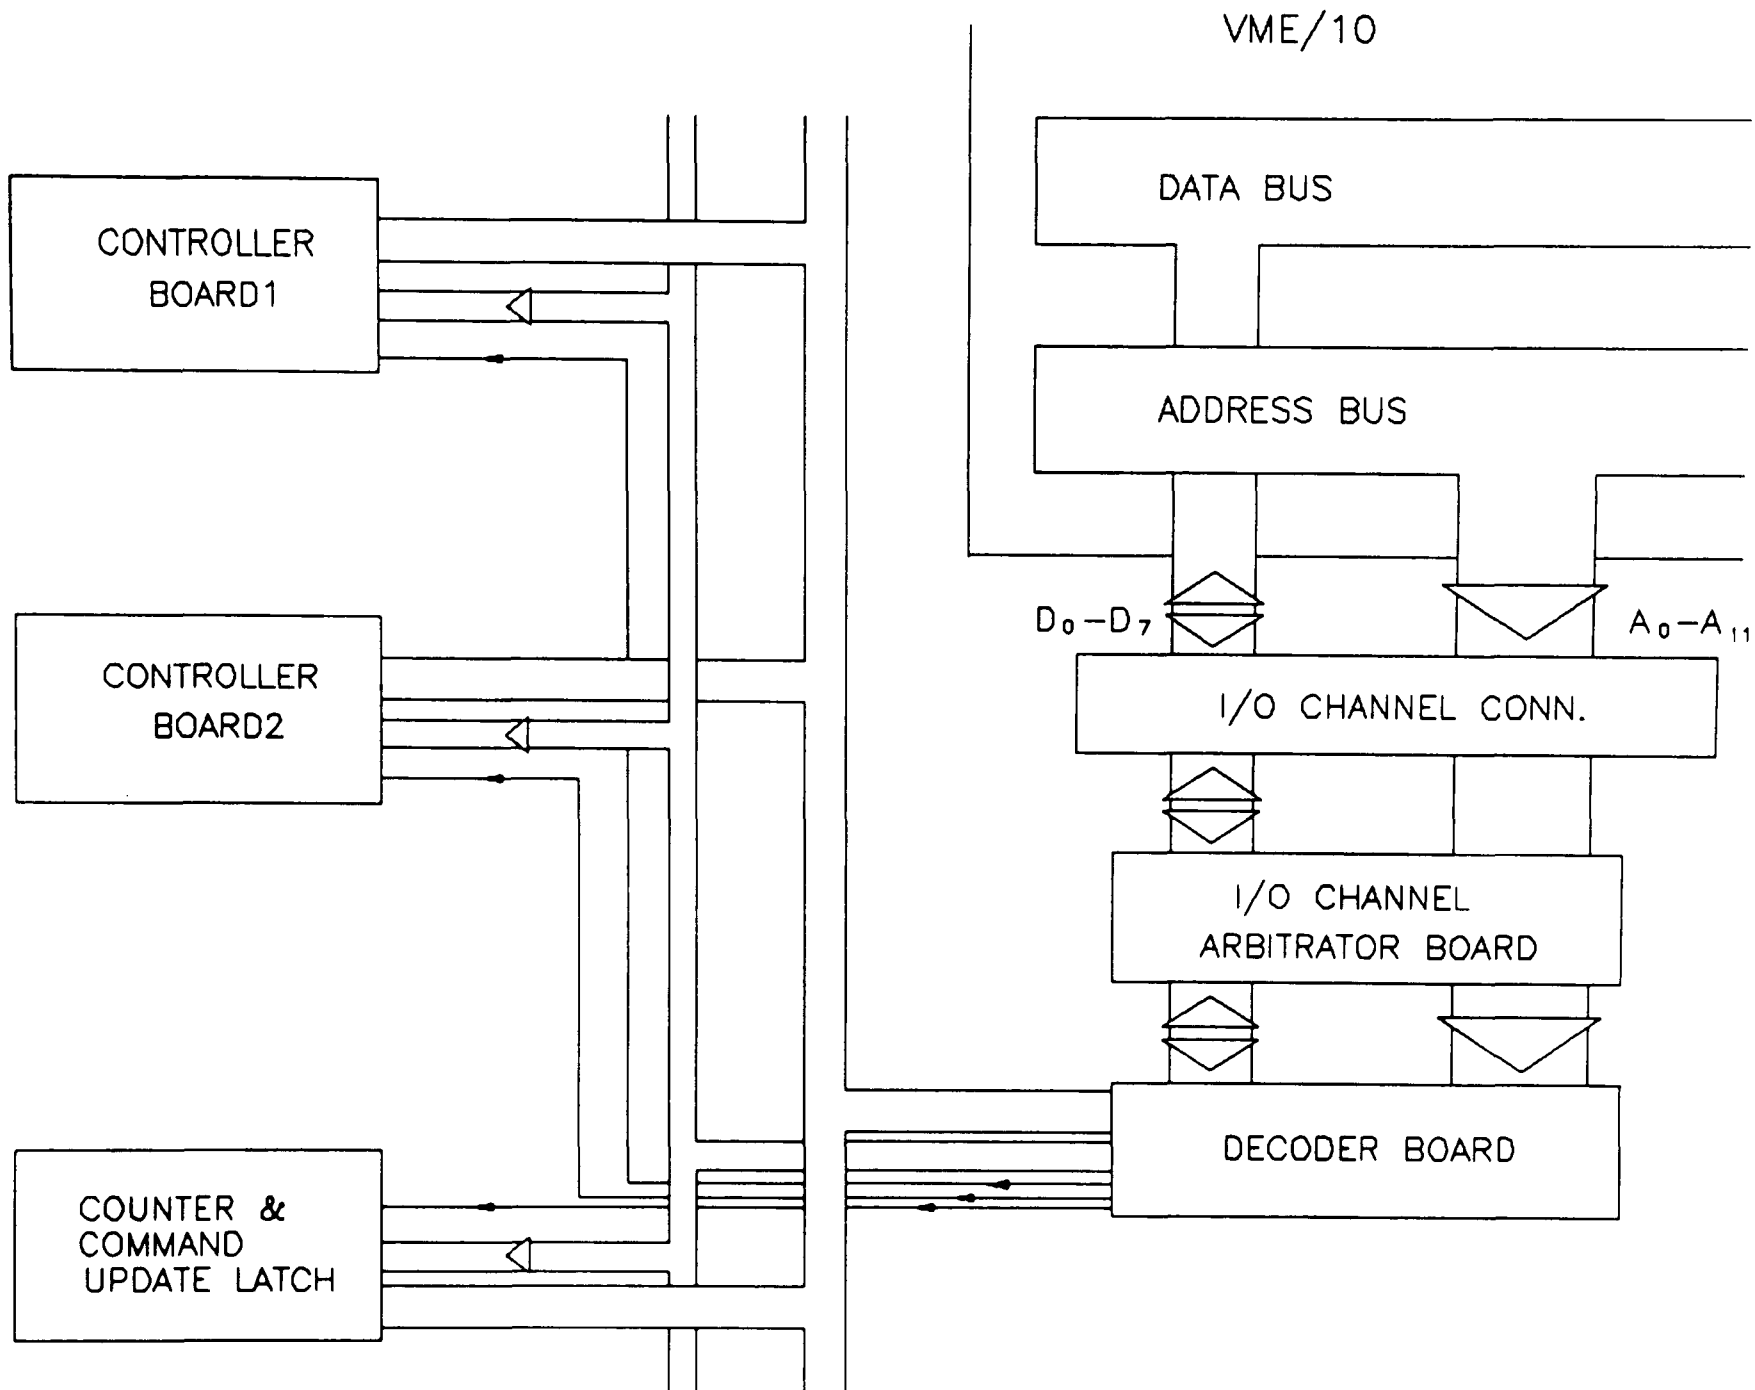 VME/10
DATA BUS
CONTROLLER
BOARD1
ADDRESS BUS
D0-D7
A0-A11
CONTROLLER
BOARD2
I/O CHANNEL CONN.
I/O CHANNEL
ARBITRATOR BOARD
DECODER BOARD
COUNTER &
COMMAND
UPDATE LATCH